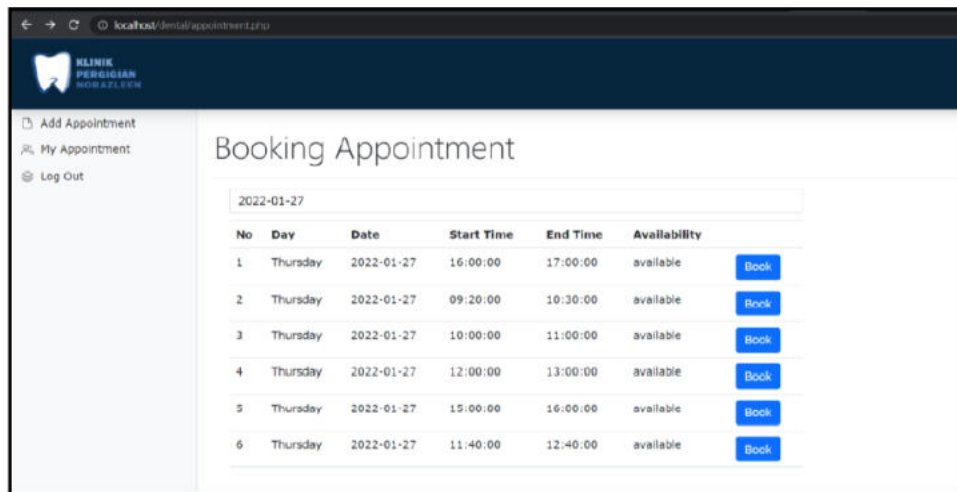 localhost/dental/appointment.php
KLINIK
PERGIGIAN
NORAZLEEN
Add Appointment
My Appointment
Log Out
Booking Appointment
2022-01-27
No Day Date Start Time End Time Availability
1 Thursday 2022-01-27 16:00:00 17:00:00 available Book
2 Thursday 2022-01-27 09:20:00 10:30:00 available Book
3 Thursday 2022-01-27 10:00:00 11:00:00 available Book
4 Thursday 2022-01-27 12:00:00 13:00:00 available Book
5 Thursday 2022-01-27 15:00:00 16:00:00 available Book
6 Thursday 2022-01-27 11:40:00 12:40:00 available Book